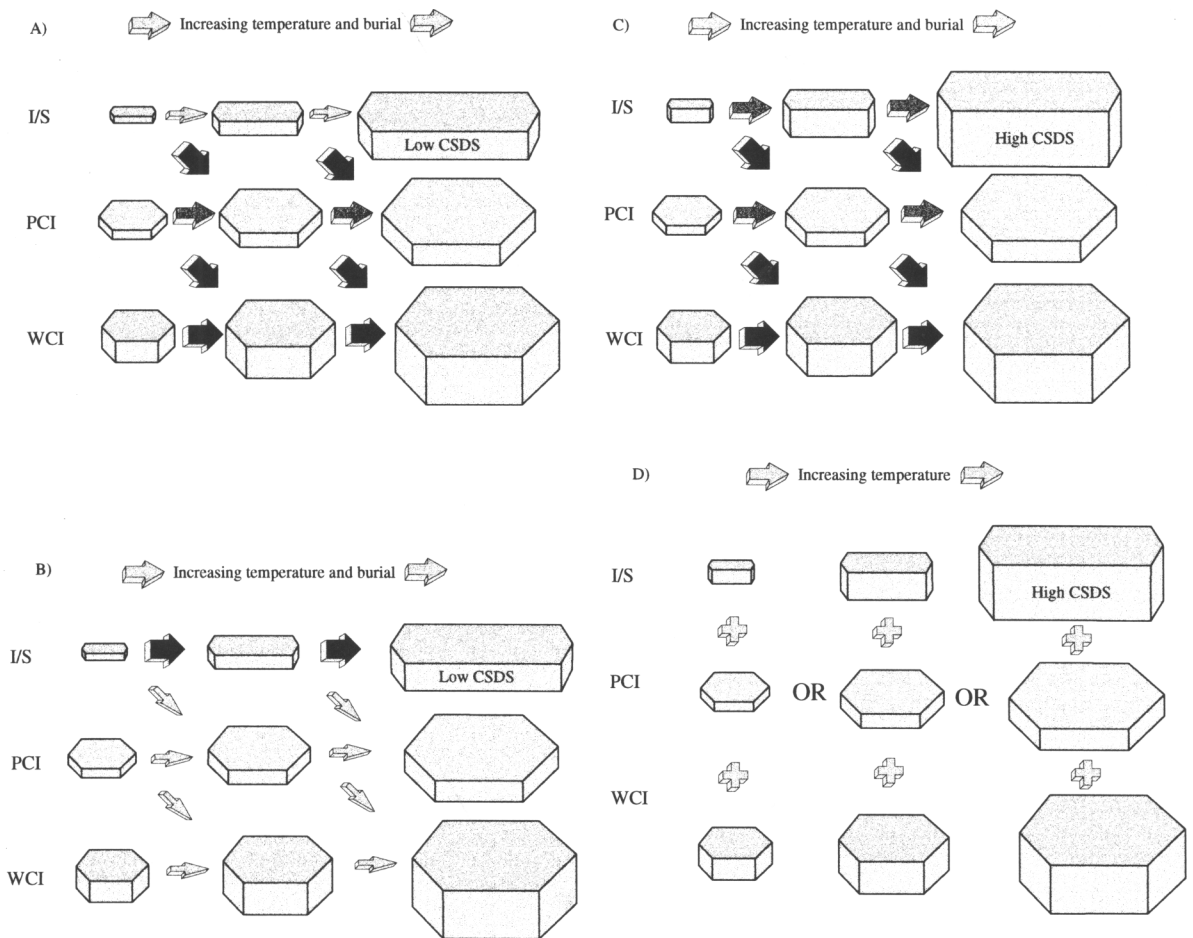 A)
Increasing temperature and burial
I/S
Low CSDS
PCI
WCI
B)
Increasing temperature and burial
I/S
Low CSDS
PCI
WCI
C)
Increasing temperature and burial
I/S
High CSDS
PCI
WCI
D)
Increasing temperature
I/S
High CSDS
PCI
OR OR
WCI